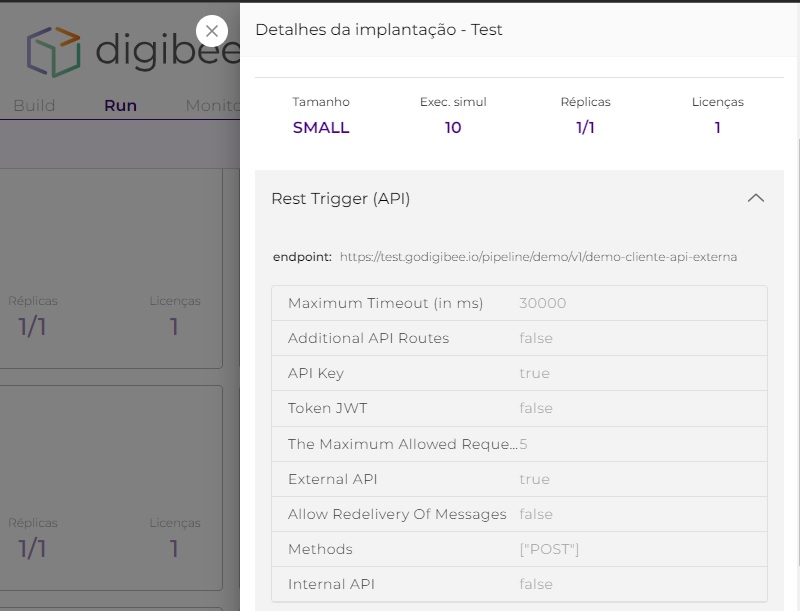 Detalhes da implantação - Test
digibee
Build Run Monito
Tamanho Exec. simul Réplicas Licenças
SMALL 10 1/1 1
Rest Trigger (API)
endpoint: https://test.godigibee.io/pipeline/demo/v1/demo-cliente-api-externa
Maximum Timeout (in ms) 30000
Additional API Routes false
API Key true
Token JWT false
The Maximum Allowed Reque... 5
External API true
Allow Redelivery Of Messages false
Methods ["POST"]
Internal API false
Réplicas Licenças
1/1 1
Réplicas Licenças
1/1 1